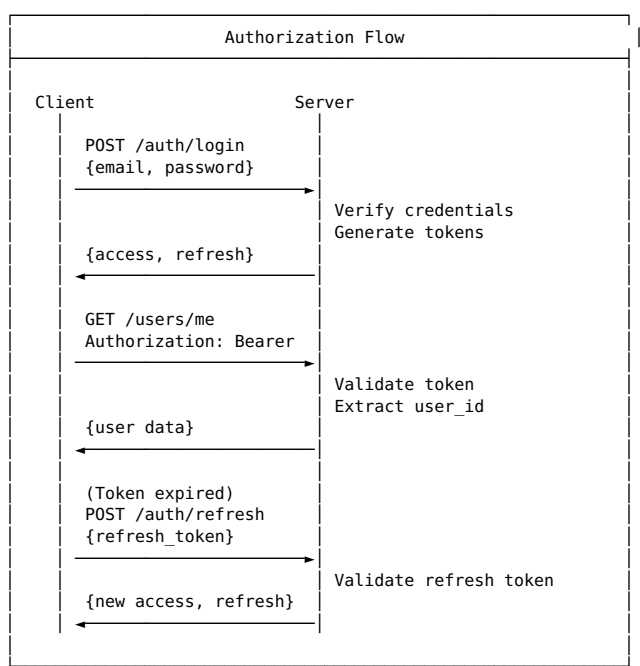 Authorization Flow
Client Server
POST /auth/login
{email, password}
Verify credentials
Generate tokens
{access, refresh}
GET /users/me
Authorization: Bearer
Validate token
Extract user_id
{user data}
(Token expired)
POST /auth/refresh
{refresh_token}
Validate refresh token
{new access, refresh}